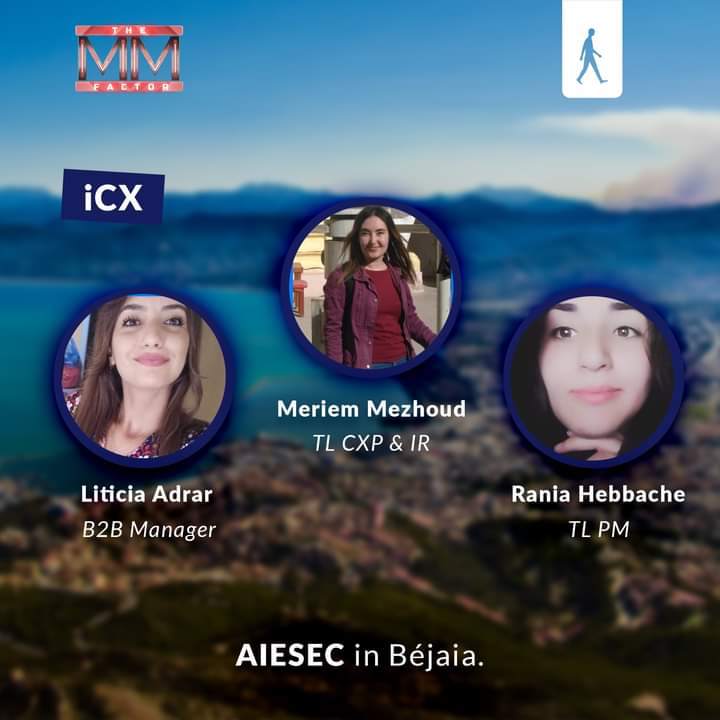 THE
MM
FACTOR
iCX
Meriem Mezhoud
TL CXP & IR
Liticia Adrar
B2B Manager
Rania Hebbache
TL PM
AIESEC in Béjaia.